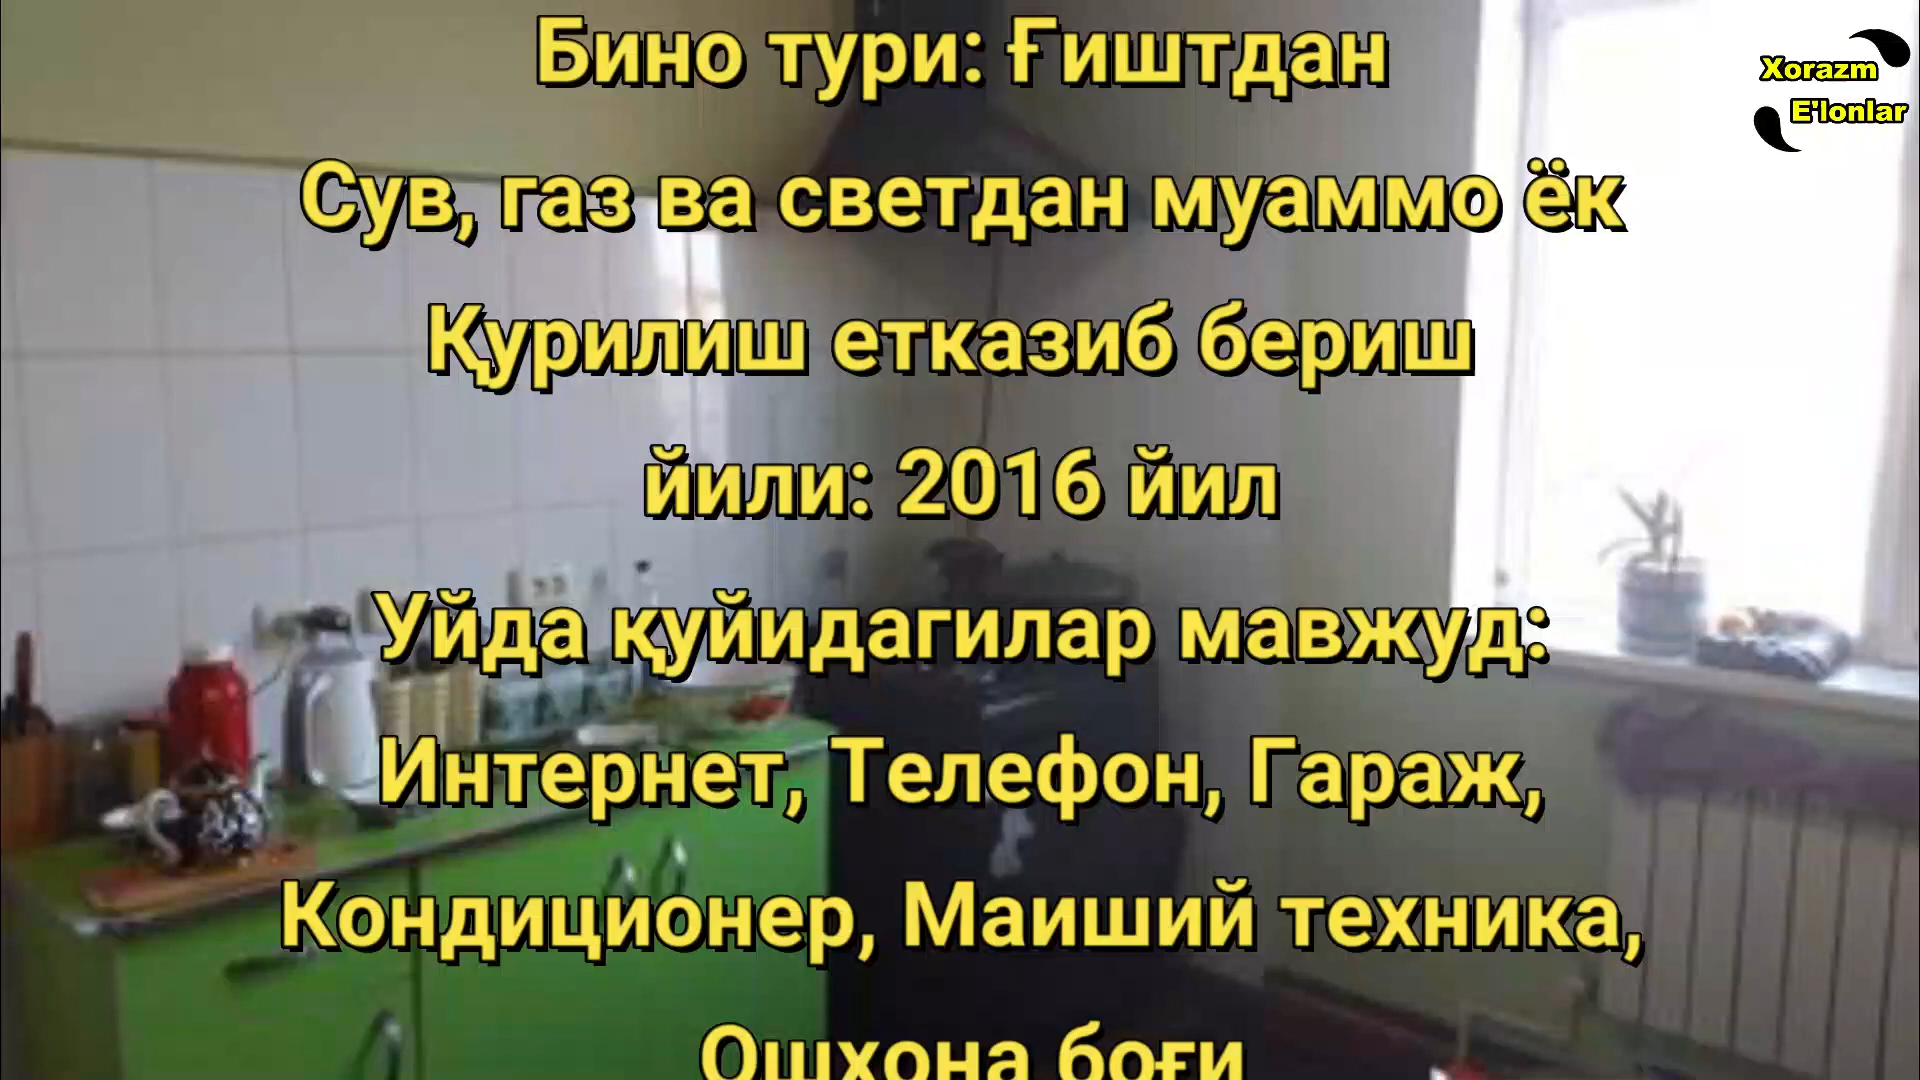 Бино тури: Ғиштдан
Xorazm
E'lonlar
Сув, газ ва светдан муаммо ёк
Қурилиш етказиб бериш
йили: 2016 йил
Уйда қуйидагилар мавжуд:
Интернет, Телефон, Гараж,
Кондиционер, Маиший техника,
Ошхона боғи